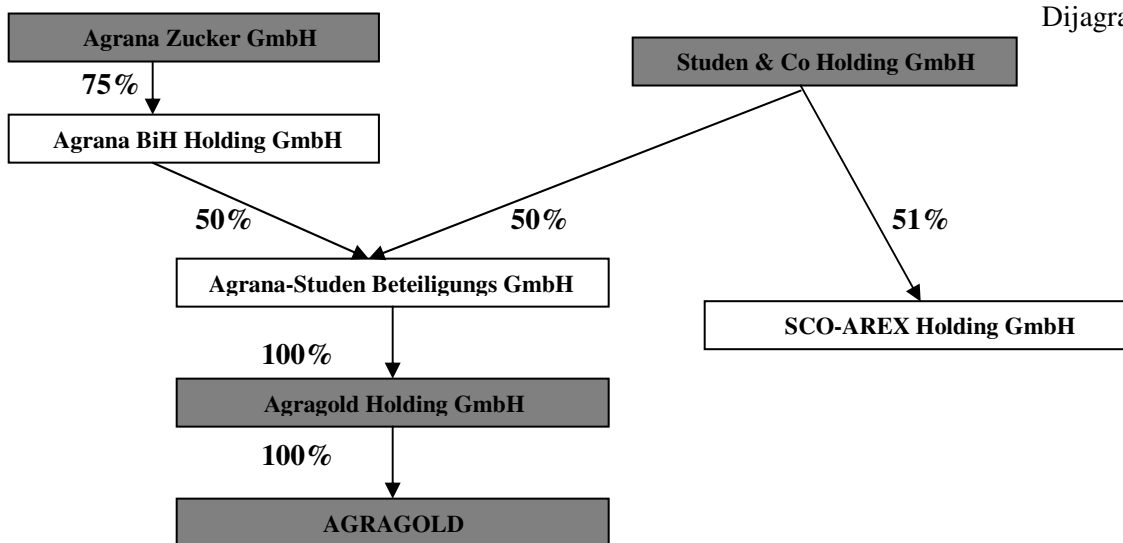 Dijagra
Agrana Zucker GmbH
Studen & Co Holding GmbH
75%
Agrana BiH Holding GmbH
50%
50%
51%
Agrana-Studen Beteiligungs GmbH
SCO-AREX Holding GmbH
100%
Agragold Holding GmbH
100%
AGRAGOLD